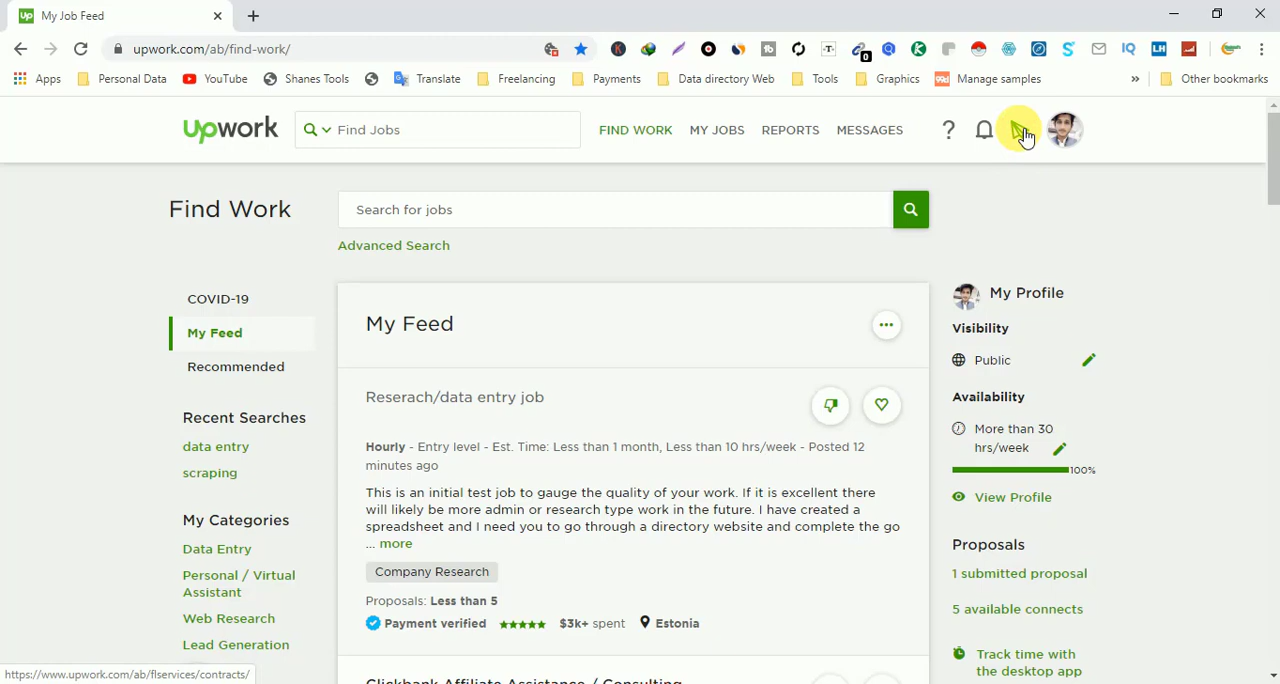 My Job Feed
upwork.com/ab/find-work/
Apps Personal Data YouTube Shanes Tools Translate Freelancing Payments Data directory Web Tools Graphics Manage samples » Other bookmarks
upwork Find Jobs FIND WORK MY JOBS REPORTS MESSAGES ?
Find Work
Search for jobs
Advanced Search
COVID-19
My Feed
Recommended
Recent Searches
data entry
scraping
My Categories
Data Entry
Personal / Virtual
Assistant
Web Research
Lead Generation
My Feed
Reserach/data entry job
Hourly - Entry level - Est. Time: Less than 1 month, Less than 10 hrs/week - Posted 12
minutes ago
This is an initial test job to gauge the quality of your work. If it is excellent there
will likely be more admin or research type work in the future. I have created a
spreadsheet and I need you to go through a directory website and complete the go
... more
Company Research
Proposals: Less than 5
Payment verified $3k+ spent Estonia
Clickbank Affiliate Assistance / Consulting
My Profile
Visibility
Public
Availability
More than 30
hrs/week
100%
View Profile
Proposals
1 submitted proposal
5 available connects
Track time with
the desktop app
https://www.upwork.com/ab/flservices/contracts/